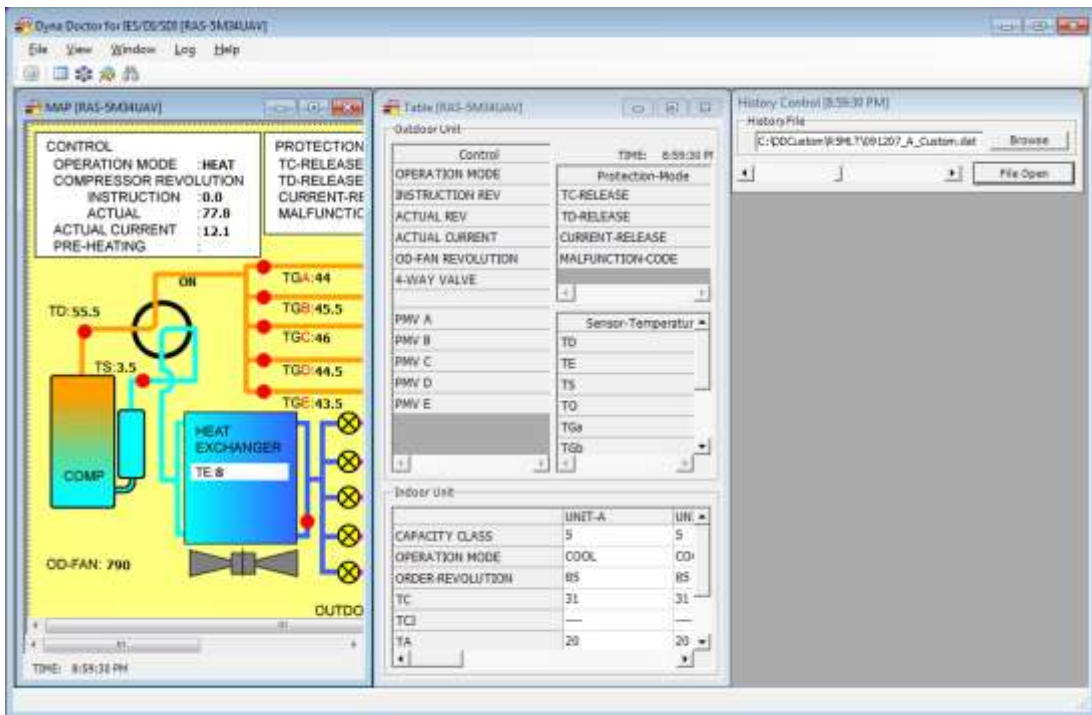 Dyna Doctor for IES/DI/SDI [RAS-5M34UAV]
File View Window Log Help
MAP [RAS-5M34UAV]
CONTROL
OPERATION MODE :HEAT
COMPRESSOR REVOLUTION
INSTRUCTION :0.0
ACTUAL :77.8
ACTUAL CURRENT :12.1
PRE-HEATING :
PROTECTION
TC-RELEASE
TD-RELEASE
CURRENT-RE
MALFUNCTIC
ON
TGA:44
TGB:45.5
TGC:46
TGD:44.5
TGE:43.5
TD:55.5
TS:3.5
HEAT
EXCHANGER
TE:8
COMP
OD-FAN: 790
OUTDO
TIME: 8:59:30 PM
Table [RAS-5M34UAV]
Outdoor Unit
Control TIME: 8:59:30 PM
OPERATION MODE
INSTRUCTION REV
ACTUAL REV
ACTUAL CURRENT
OD-FAN REVOLUTION
4-WAY VALVE
PMV A
PMV B
PMV C
PMV D
PMV E
Protection-Mode
TC-RELEASE
TD-RELEASE
CURRENT-RELEASE
MALFUNCTION-CODE
Sensor-Temperatur
TD
TE
TS
TO
TGa
TGb
Indoor Unit
UNIT-A UN
CAPACITY CLASS 5 5
OPERATION MODE COOL CO
ORDER-REVOLUTION 85 85
TC 31 31
TCJ ---- ----
TA 20 20
History Control [8:59:30 PM]
History File
Browse
File Open